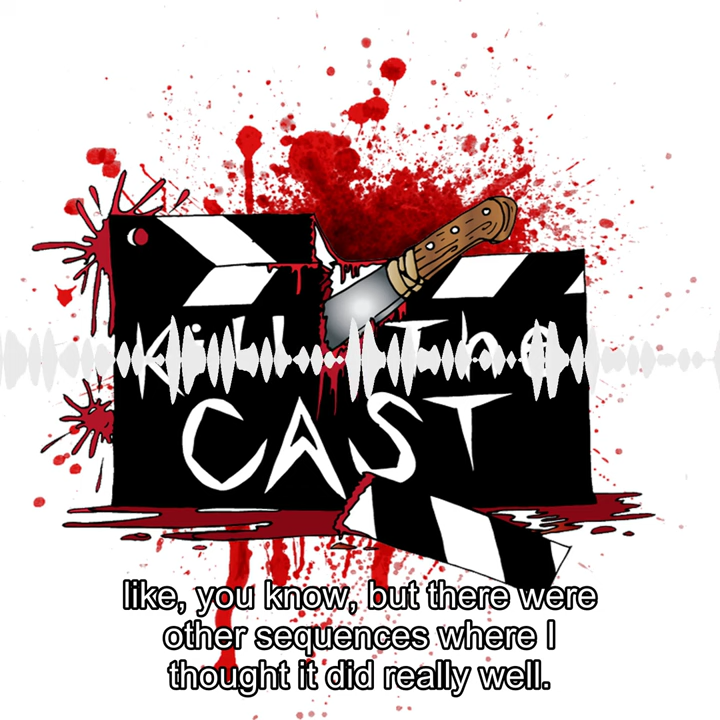 Kill The
CAST
like, you know, but there were
other sequences where I
thought it did really well.